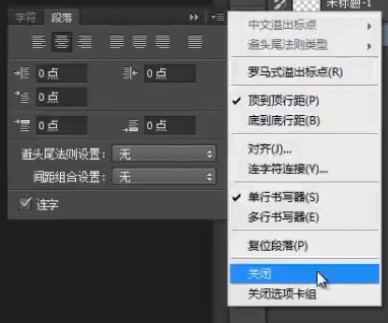 字符 段落
0 点 0 点
0 点
0 点 0 点
避头尾法则设置: 无
间距组合设置: 无
连字
未标题-1
中文溢出标点
避头尾法则类型
罗马式溢出标点(R)
顶到顶行距(P)
底到底行距(B)
对齐(J)...
连字符连接(Y)...
单行书写器(S)
多行书写器(E)
复位段落(P)
关闭
关闭选项卡组